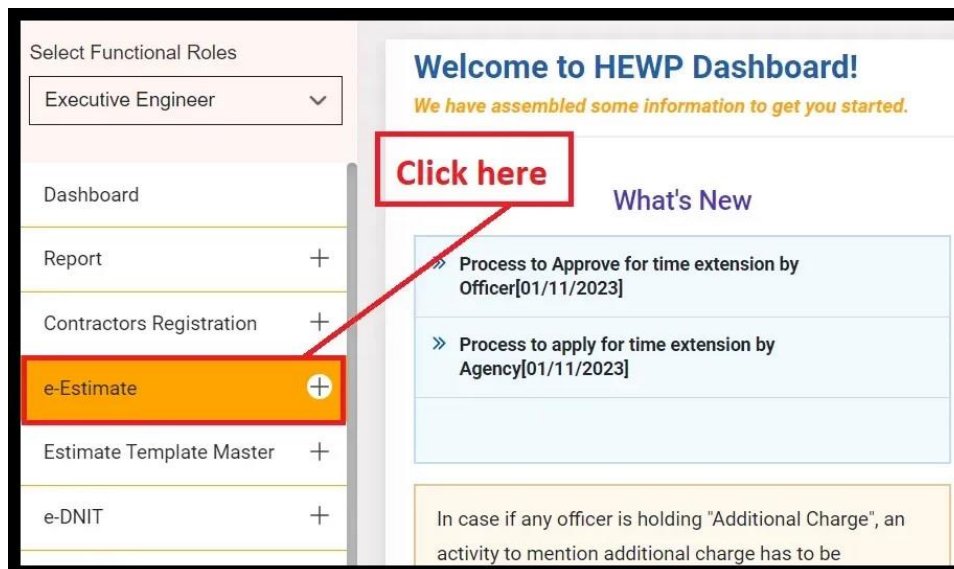 Select Functional Roles
Executive Engineer
Dashboard
Report
Contractors Registration
e-Estimate
Estimate Template Master
e-DNIT
Welcome to HEWP Dashboard!
We have assembled some information to get you started.
Click here
What's New
Process to Approve for time extension by
Officer[01/11/2023]
Process to apply for time extension by
Agency[01/11/2023]
In case if any officer is holding "Additional Charge", an
activity to mention additional charge has to be